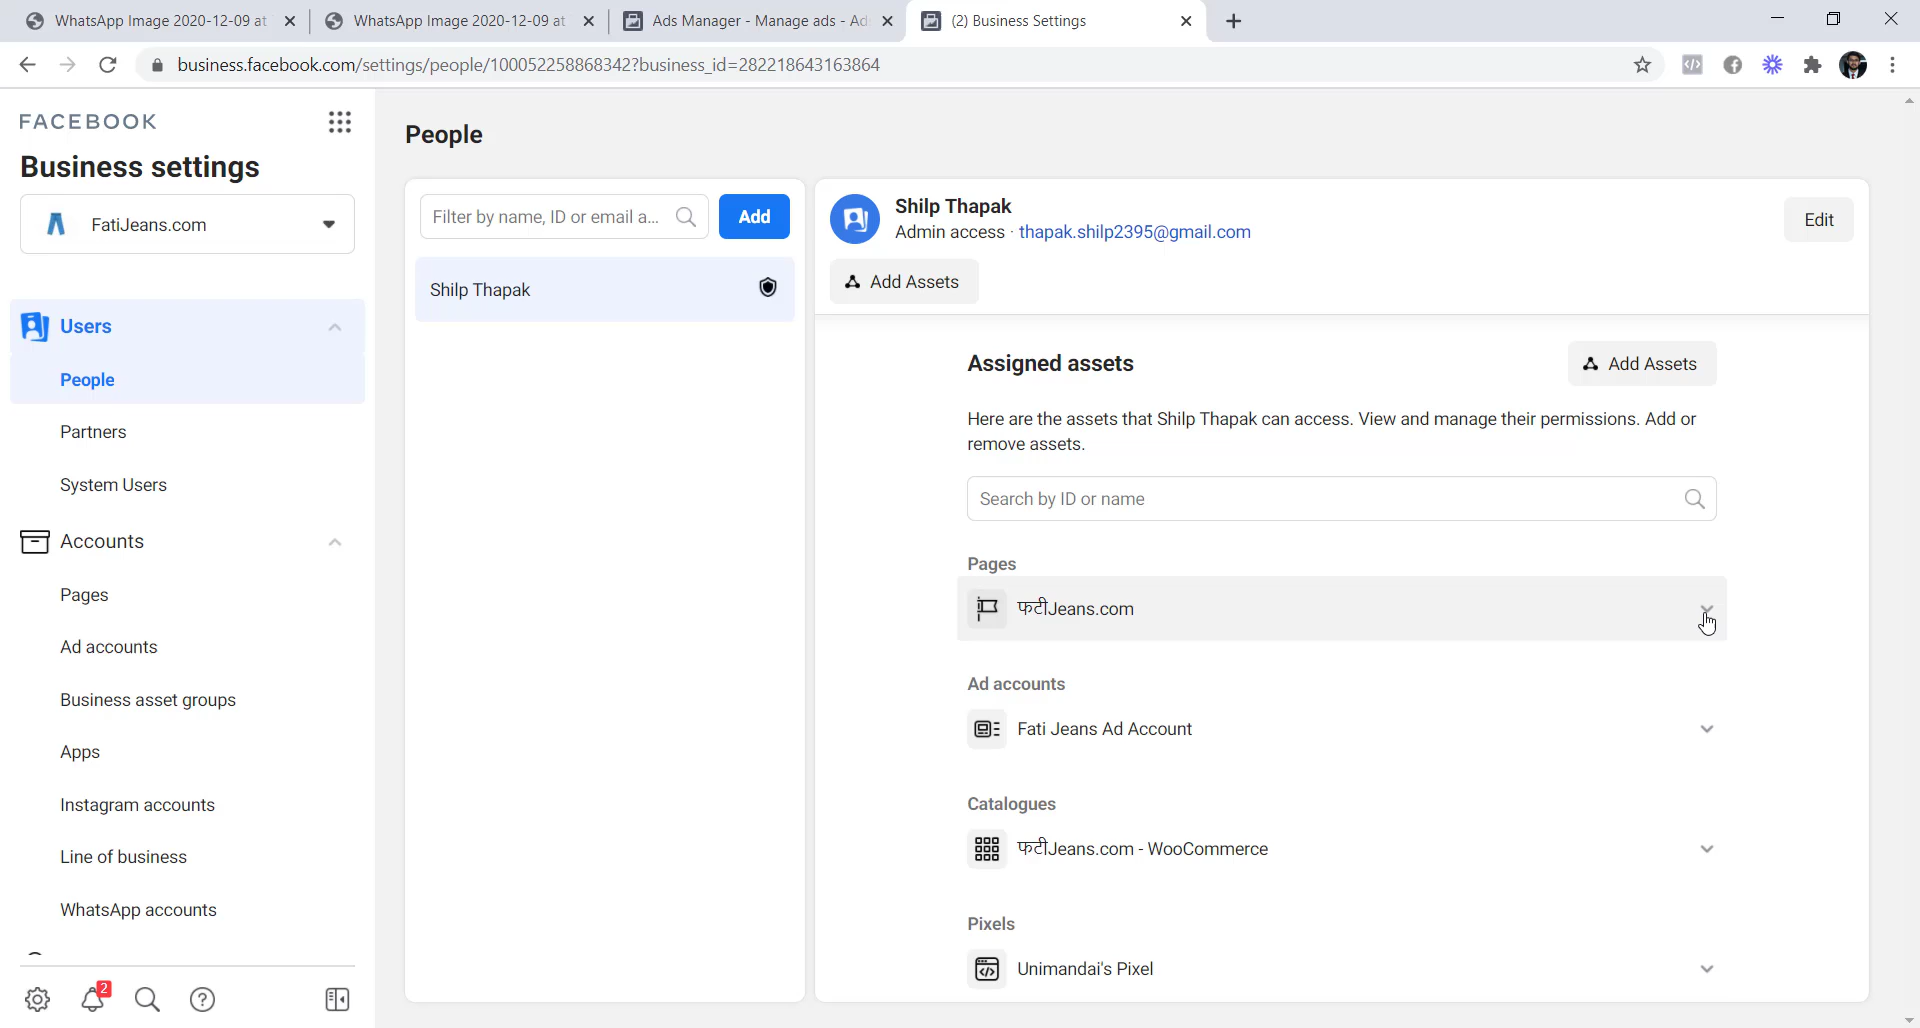 WhatsApp Image 2020-12-09 at
WhatsApp Image 2020-12-09 at
Ads Manager - Manage ads - Ad
(2) Business Settings
business.facebook.com/settings/people/100052258868342?business_id=282218643163864
FACEBOOK
Business settings
FatiJeans.com
Users
People
Partners
System Users
Accounts
Pages
Ad accounts
Business asset groups
Apps
Instagram accounts
Line of business
WhatsApp accounts
2
People
Filter by name, ID or email a...
Add
Shilp Thapak
Shilp Thapak
Admin access · thapak.shilp2395@gmail.com
Edit
Add Assets
Assigned assets
Add Assets
Here are the assets that Shilp Thapak can access. View and manage their permissions. Add or
remove assets.
Search by ID or name
Pages
फटीJeans.com
Ad accounts
Fati Jeans Ad Account
Catalogues
फटीJeans.com - WooCommerce
Pixels
Unimandai's Pixel